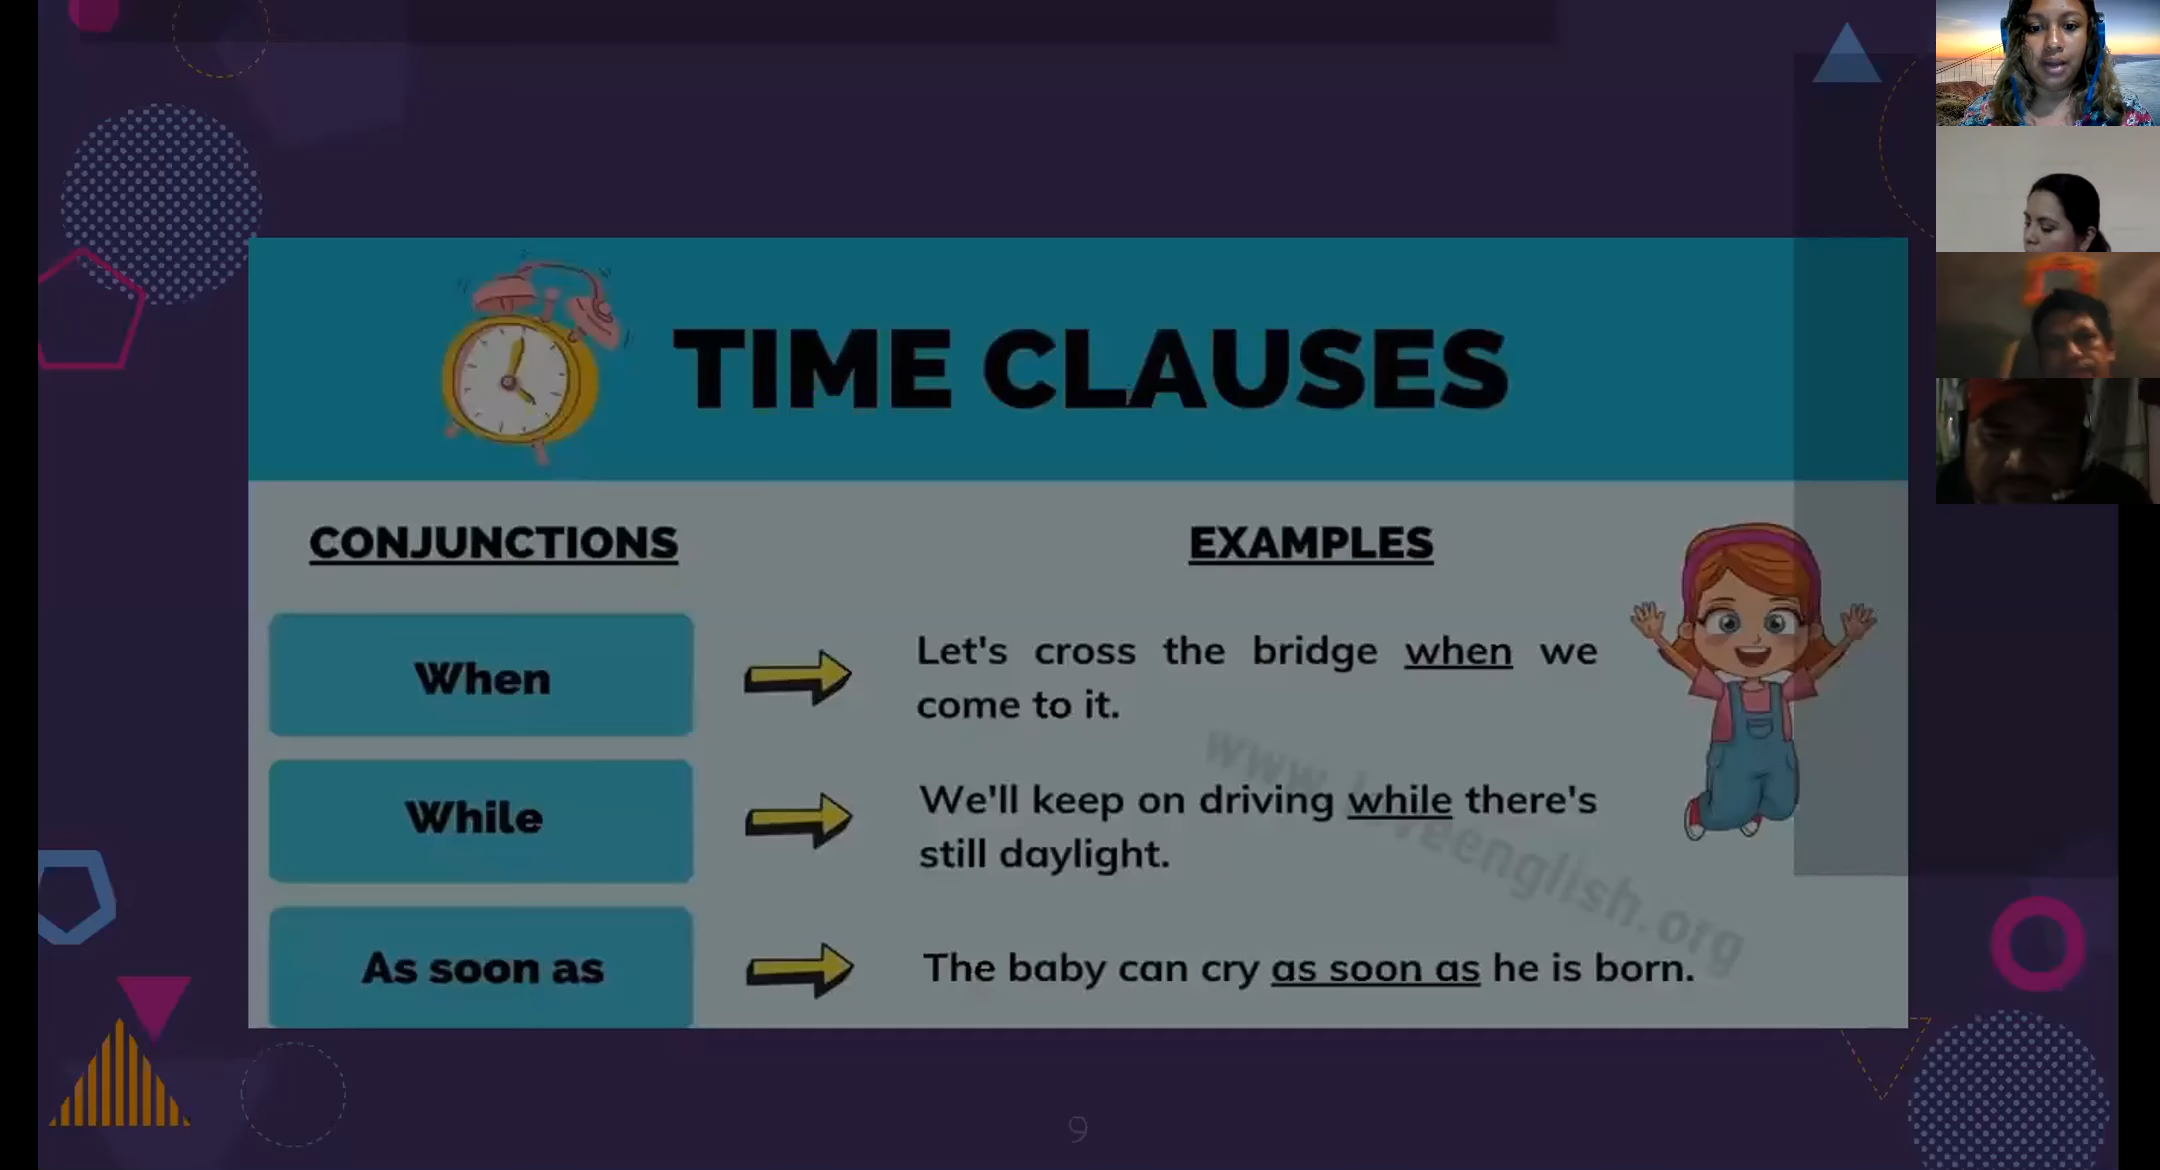 TIME CLAUSES
CONJUNCTIONS
EXAMPLES
When
Let's cross the bridge when we
come to it.
While
We'll keep on driving while there's
still daylight.
As soon as
The baby can cry as soon as he is born.
9